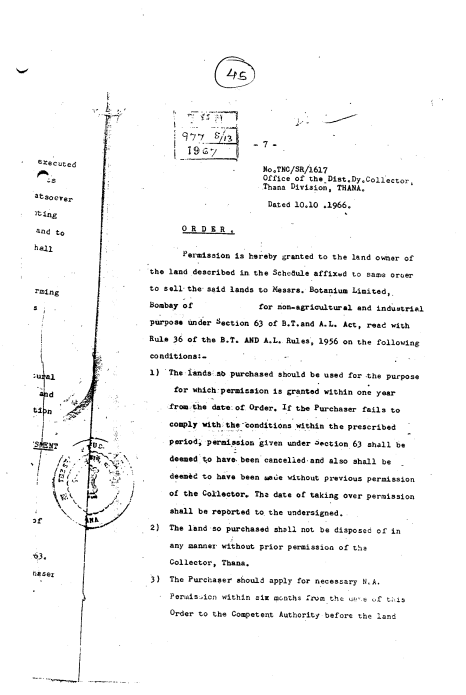 45
977 8/13
1967
- 7 -
No.TNC/SR/1617
Office of the Dist.Dy.Collector,
Thana Division, THANA.
Dated 10.10 .1966.
O R D E R .
Permission is hereby granted to the land owner of
the land described in the Schedule affixed to same order
to sell the said lands to Messrs. Botanium Limited,
Bombay of for non-agricultural and industrial
purpose under Section 63 of B.T.and A.L. Act, read with
Rule 36 of the B.T. AND A.L. Rules, 1956 on the following
conditions:-
1) The lands ab purchased should be used for the purpose
for which permission is granted within one year
from the date of Order. If the Purchaser fails to
comply with the conditions within the prescribed
period, permission given under Section 63 shall be
deemed to have been cancelled and also shall be
deemed to have been made without previous permission
of the Collector. The date of taking over permission
shall be reported to the undersigned.
2) The land so purchased shall not be disposed of in
any manner without prior permission of the
Collector, Thana.
3) The Purchaser should apply for necessary N.A.
Permission within six months from the date of this
Order to the Competent Authority before the land
executed
is
atsoever
nting
and to
hall
rming
s
tural
and
tion
SMENT
of
63.
haser